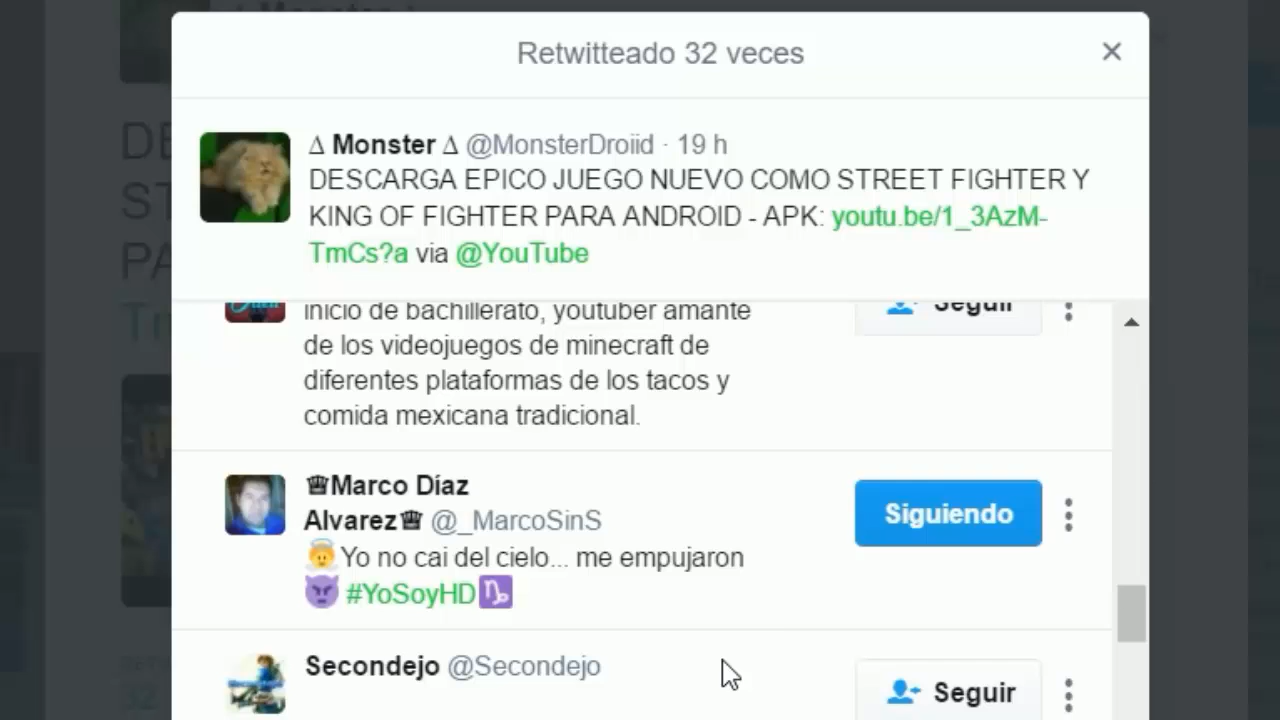 Retwitteado 32 veces
∆ Monster ∆ @MonsterDroiid · 19 h
DESCARGA EPICO JUEGO NUEVO COMO STREET FIGHTER Y
KING OF FIGHTER PARA ANDROID - APK: youtu.be/1_3AzM-
TmCs?a via @YouTube
inicio de bachillerato, youtuber amante
Seguir
de los videojuegos de minecraft de
diferentes plataformas de los tacos y
comida mexicana tradicional.
♕Marco Díaz
Alvarez♕ @_MarcoSinS
Siguiendo
😇Yo no cai del cielo... me empujaron
😈 #YoSoyHD♑
Secondejo @Secondejo
Seguir